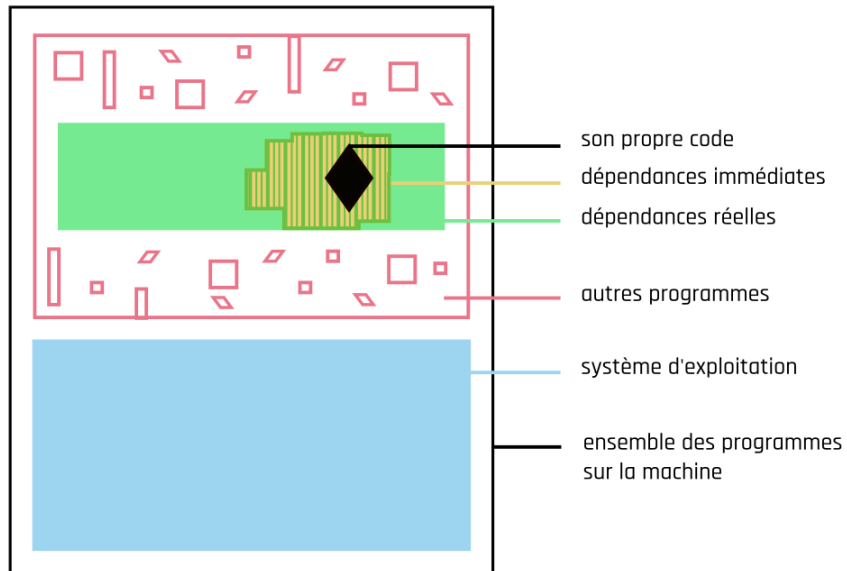 son propre code
dépendances immédiates
dépendances réelles
autres programmes
système d'exploitation
ensemble des programmes
sur la machine